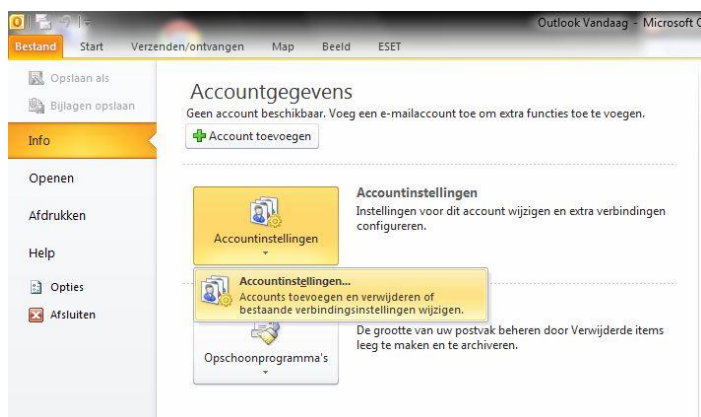 Outlook Vandaag - Microsoft
Bestand Start Verzenden/ontvangen Map Beeld ESET
Opslaan als
Bijlagen opslaan
Info
Openen
Afdrukken
Help
Opties
Afsluiten
Accountgegevens
Geen account beschikbaar. Voeg een e-mailaccount toe om extra functies toe te voegen.
Account toevoegen
Accountinstellingen
Accountinstellingen
Instellingen voor dit account wijzigen en extra verbindingen
configureren.
Accountinstellingen...
Accounts toevoegen en verwijderen of
bestaande verbindingsinstellingen wijzigen.
Opschoonprogramma's
De grootte van uw postvak beheren door Verwijderde items
leeg te maken en te archiveren.